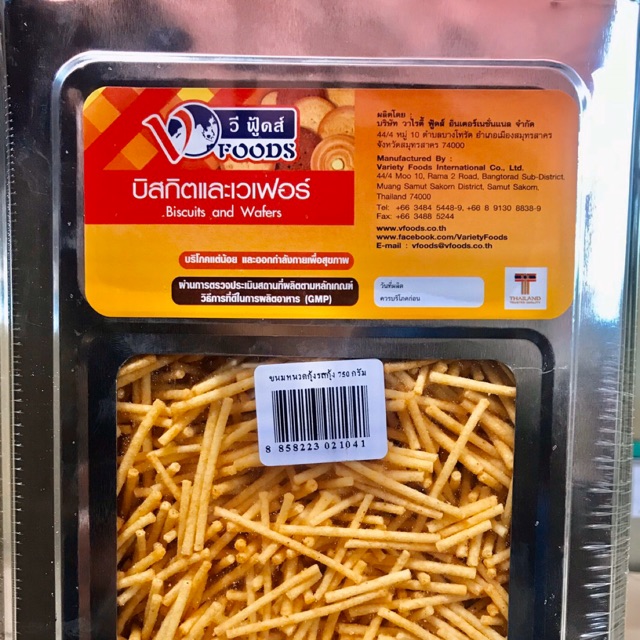 V FOODS
วี ฟู้ดส์
บิสกิตและเวเฟอร์
Biscuits and Wafers
บริโภคแต่น้อย และออกกำลังกายเพื่อสุขภาพ
ผ่านการตรวจประเมินสถานที่ผลิตตามหลักเกณฑ์
วิธีการที่ดีในการผลิตอาหาร (GMP)
ผลิตโดย :
บริษัท วาไรตี้ ฟู้ดส์ อินเตอร์เนชั่นแนล จำกัด
44/4 หมู่ 10 ตำบลบางโทรัด อำเภอเมืองสมุทรสาคร
จังหวัดสมุทรสาคร 74000
Manufactured By :
Variety Foods International Co., Ltd.
44/4 Moo 10, Rama 2 Road, Bangtorad Sub-District,
Muang Samut Sakorn District, Samut Sakorn,
Thailand 74000
Tel: +66 3484 5448-9, +66 8 9130 8838-9
Fax: +66 3488 5244
www.vfoods.co.th
www.facebook.com/VarietyFoods
E-mail : vfoods@vfoods.co.th
วันที่ผลิต
ควรบริโภคก่อน
THAILAND
ขนมหนวดกุ้งรสกุ้ง 750 กรัม
8 858223 021041